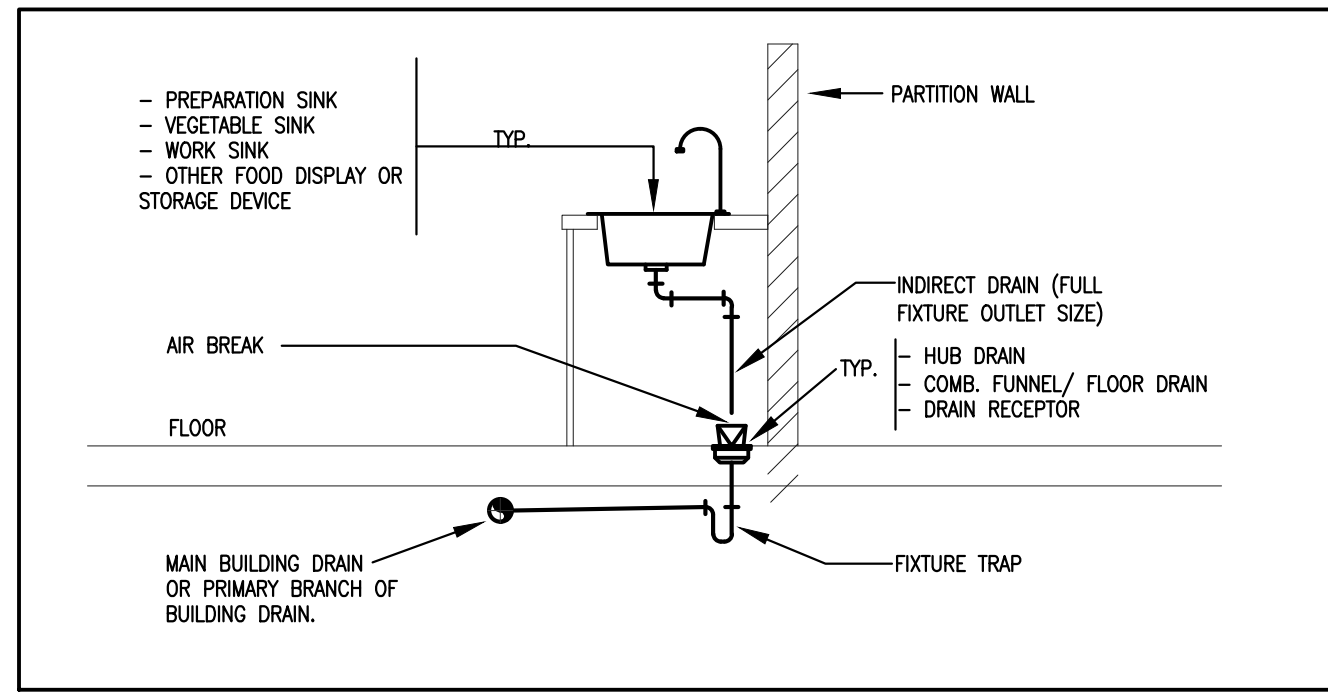 – PREPARATION SINK
– VEGETABLE SINK
– WORK SINK
– OTHER FOOD DISPLAY OR
STORAGE DEVICE
TYP.
PARTITION WALL
INDIRECT DRAIN (FULL
FIXTURE OUTLET SIZE)
AIR BREAK
TYP.
– HUB DRAIN
– COMB. FUNNEL/ FLOOR DRAIN
– DRAIN RECEPTOR
FLOOR
MAIN BUILDING DRAIN
OR PRIMARY BRANCH OF
BUILDING DRAIN.
FIXTURE TRAP